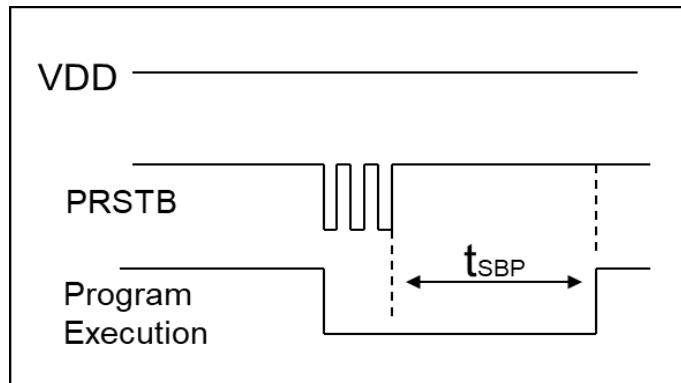 VDD
PRSTB
tSBP
Program
Execution